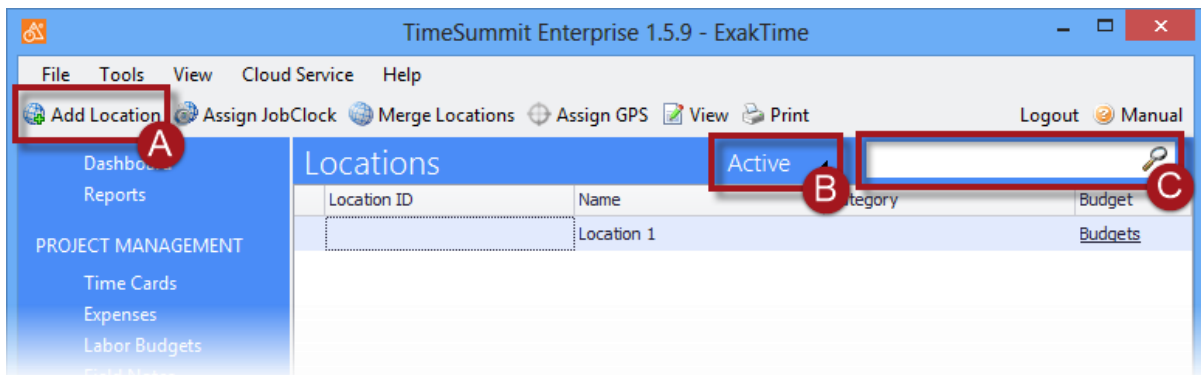 TimeSummit Enterprise 1.5.9 - ExakTime
File Tools View Cloud Service Help
Add Location Assign JobClock Merge Locations Assign GPS View Print Logout Manual
A
Locations Active
B
C
Reports
Location ID Name Budget
Location 1 Budgets
PROJECT MANAGEMENT
Time Cards
Expenses
Labor Budgets